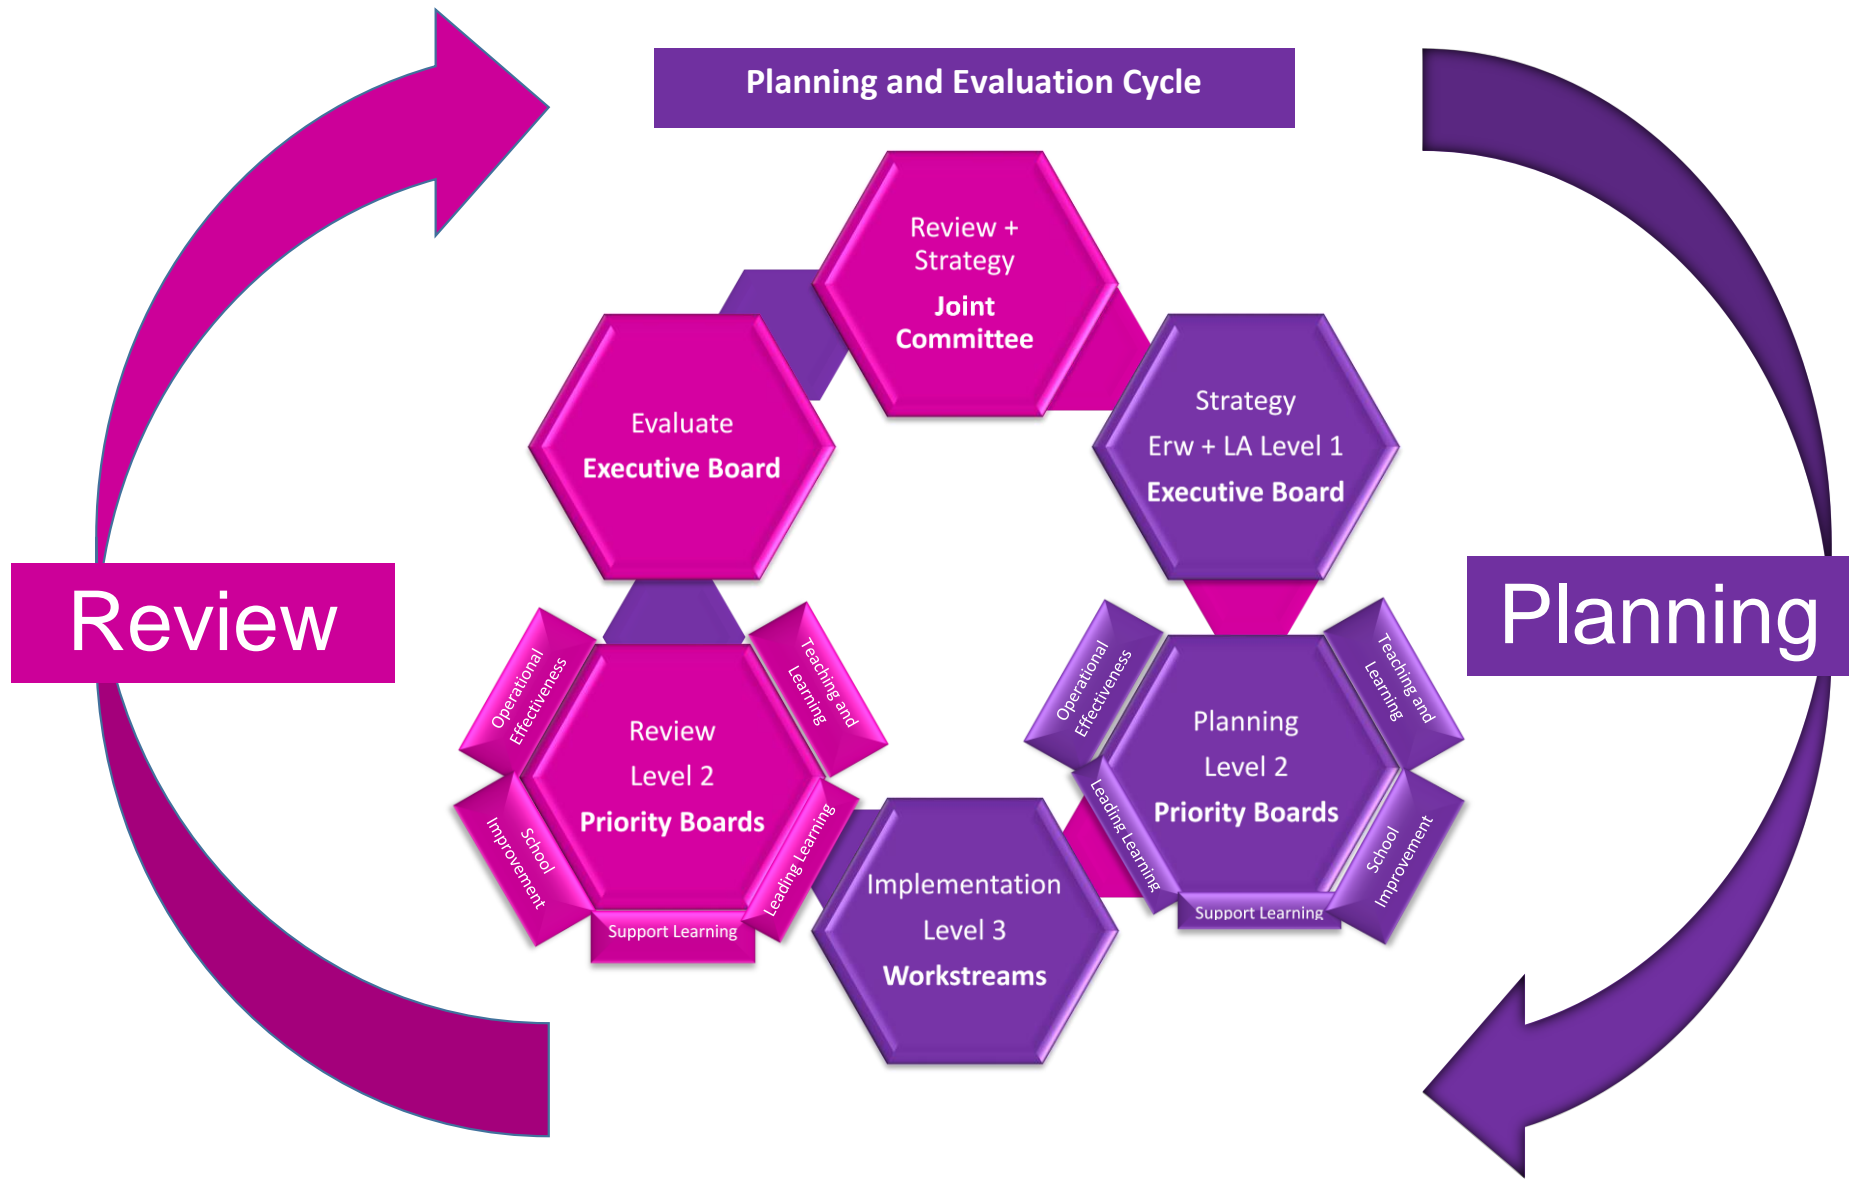 Planning and Evaluation Cycle
Review +
Strategy
Joint
Committee
Strategy
Erw + LA Level 1
Executive Board
Evaluate
Executive Board
Review
Planning
Operational
Effectiveness
Teaching and
Learning
Review
Level 2
Priority Boards
School
Improvement
Leading Learning
Support Learning
Operational
Effectiveness
Teaching and
Learning
Planning
Level 2
Priority Boards
Leading Learning
School
Improvement
Support Learning
Implementation
Level 3
Workstreams